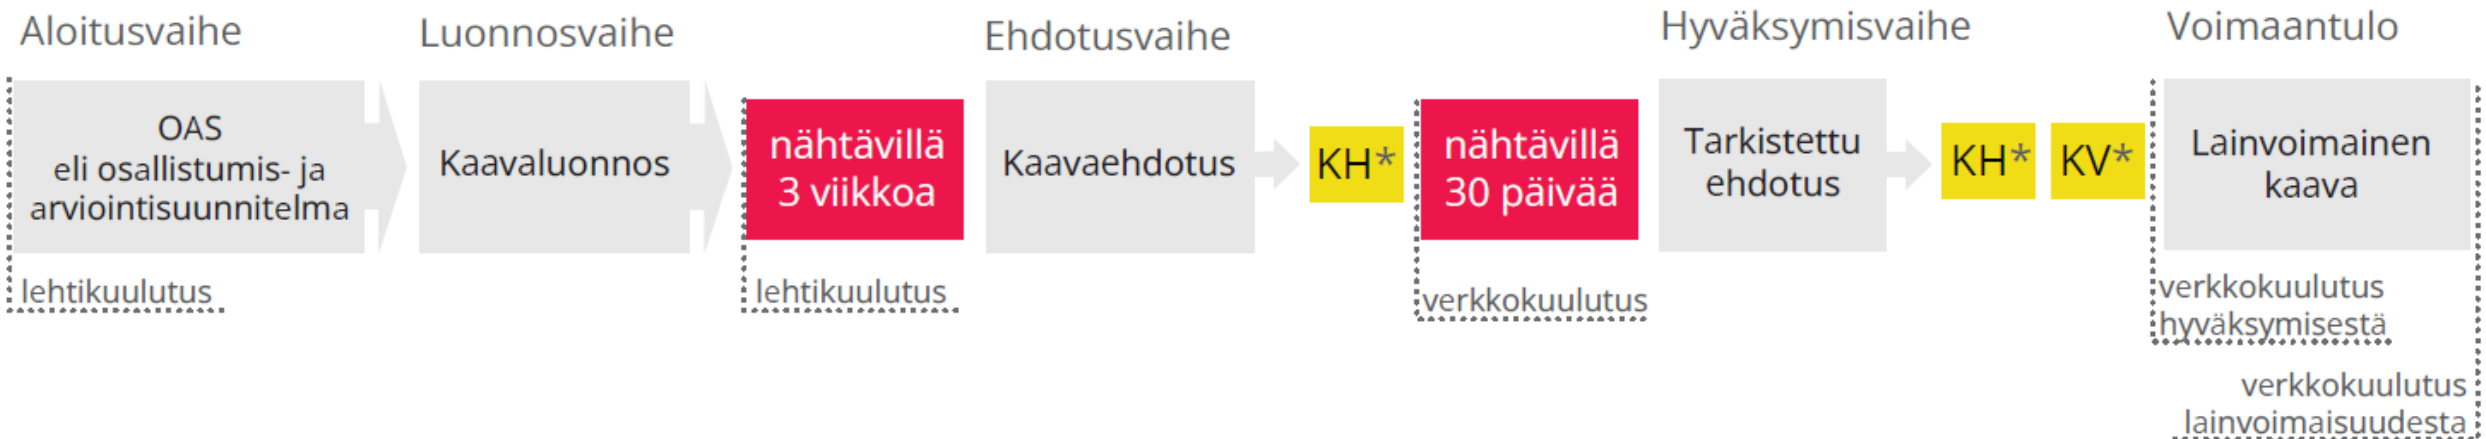 Aloitusvaihe
OAS
eli osallistumis- ja
arviointisuunnitelma
lehtikuulutus
Luonnosvaihe
Kaavaluonnos
nähtävillä
3 viikkoa
lehtikuulutus
Ehdotusvaihe
Kaavaehdotus
KH*
nähtävillä
30 päivää
verkkokuulutus
Hyväksymisvaihe
Tarkistettu
ehdotus
KH*
KV*
Voimaantulo
Lainvoimainen
kaava
verkkokuulutus
hyväksymisestä
verkkokuulutus
lainvoimaisuudesta